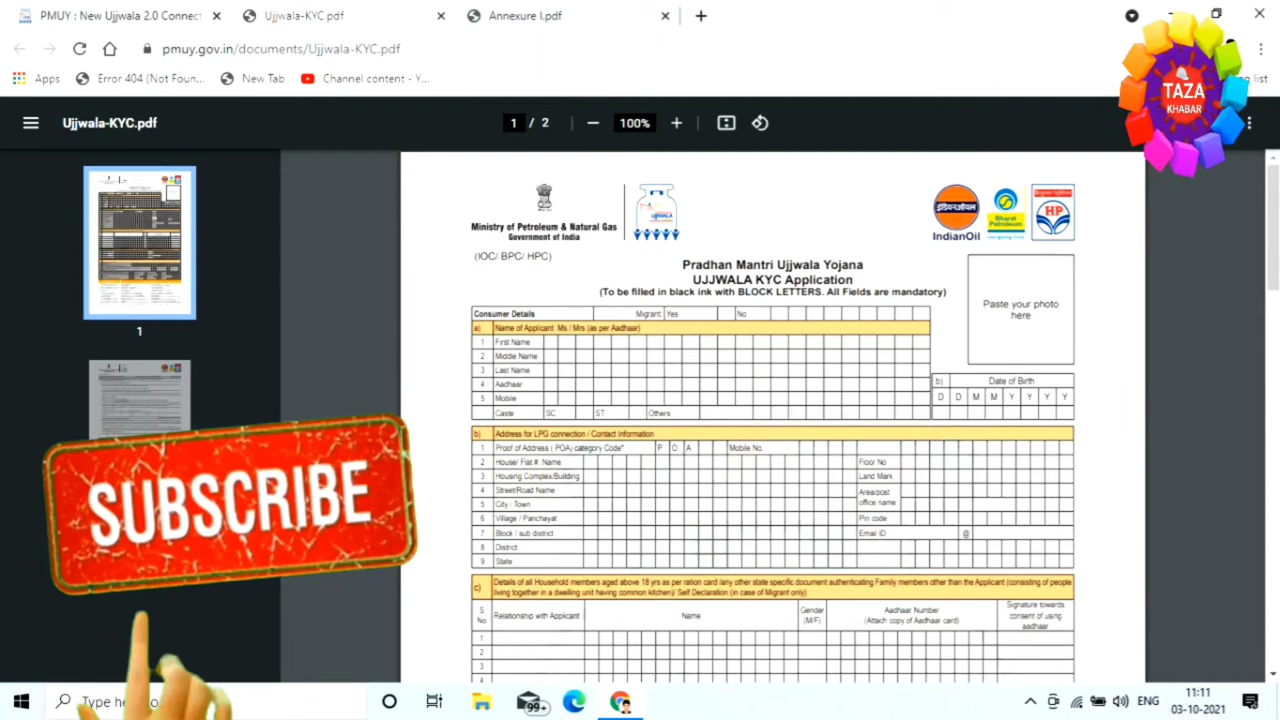 PMUY : New Ujjwala 2.0 Connect
Ujjwala-KYC.pdf
Annexure I.pdf
pmuy.gov.in/documents/Ujjwala-KYC.pdf
Apps
Error 404 (Not Foun...
New Tab
Channel content - Y...
TAZA
KHABAR
Ujjwala-KYC.pdf
1 / 2
100%
1
SUBSCRIBE
Ministry of Petroleum & Natural Gas
Government of India
इंडियनऑयल
IndianOil
Bharat
Petroleum
HP
(IOC/ BPC/ HPC)
Pradhan Mantri Ujjwala Yojana
UJJWALA KYC Application
(To be filled in black ink with BLOCK LETTERS. All Fields are mandatory)
Paste your photo
here
Consumer Details Migrant: Yes No
a) Name of Applicant Ms / Mrs (as per Aadhaar)
1 First Name
2 Middle Name
3 Last Name
4 Aadhaar
5 Mobile
Caste SC ST Others
b) Date of Birth
D D M M Y Y Y Y
b) Address for LPG connection / Contact Information
1 Proof of Address ( POA) category Code* P O A Mobile No.
2 House/ Flat #, Name Floor No
3 Housing Complex/Building Land Mark
4 Street/Road Name Area/post
office name
5 City / Town
6 Village / Panchayat Pin code
7 Block / sub district Email ID @
8 District
9 State
c) Details of all Household members aged above 18 yrs as per ration card /any other state specific document authenticating Family members other than the Applicant (consisting of people
living together in a dwelling unit having common kitchen)/ Self Declaration (in case of Migrant only)
S. No Relationship with Applicant Name Gender (M/F) Aadhaar Number (Attach copy of Aadhaar card) Signature towards consent of using aadhaar
1
2
3
4
Type he
99+
ENG
11:11
03-10-2021